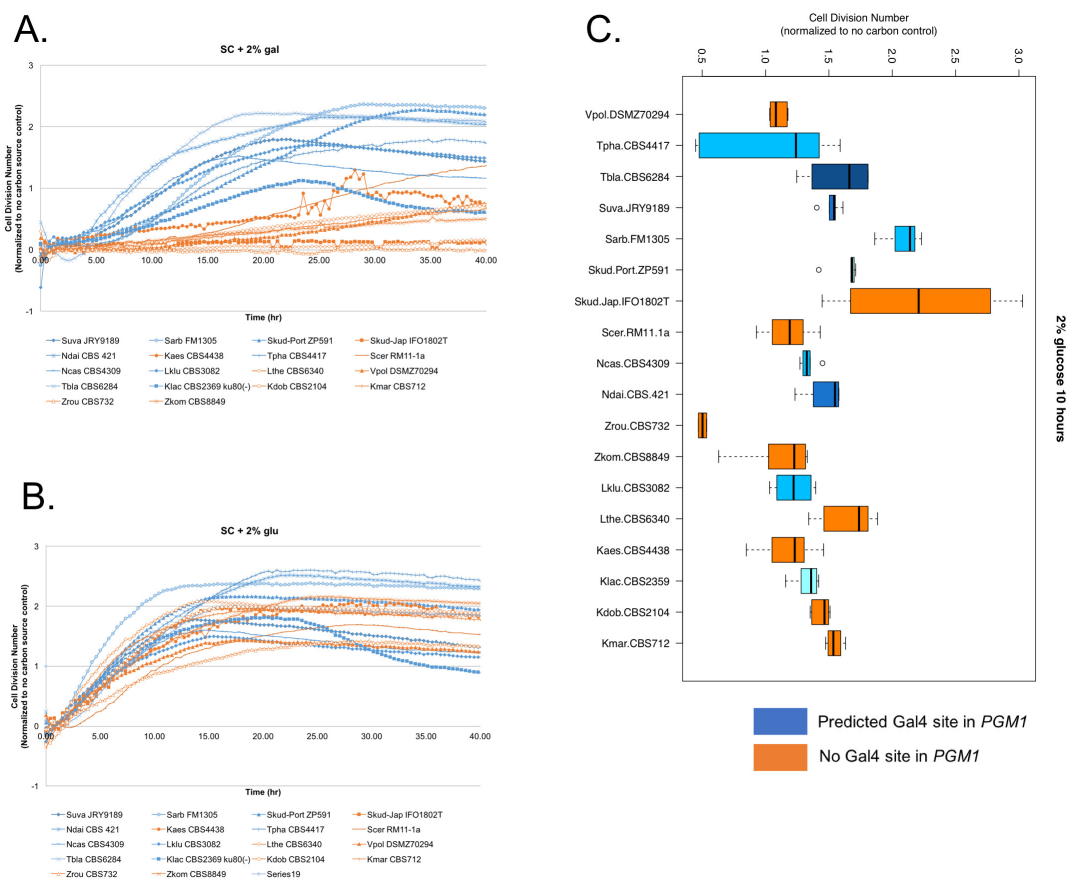 A.
SC + 2% gal
Cell Division Number
(Normalized to no carbon source control)
3
2
1
0
-1
0.00 5.00 10.00 15.00 20.00 25.00 30.00 35.00 40.00
Time (hr)
Suva JRY9189 Sarb FM1305 Skud-Port ZP591 Skud-Jap IFO1802T
Ndai CBS 421 Kaes CBS4438 Tpha CBS4417 Scer RM11-1a
Ncas CBS4309 Lklu CBS3082 Lthe CBS6340 Vpol DSMZ70294
Tbla CBS6284 Klac CBS2369 ku80(-) Kdob CBS2104 Kmar CBS712
Zrou CBS732 Zkom CBS8849
B.
SC + 2% glu
Cell Division Number
(Normalized to no carbon source control)
3
2
1
0
-1
0.00 5.00 10.00 15.00 20.00 25.00 30.00 35.00 40.00
Time (hr)
Suva JRY9189 Sarb FM1305 Skud-Port ZP591 Skud-Jap IFO1802T
Ndai CBS 421 Kaes CBS4438 Tpha CBS4417 Scer RM11-1a
Ncas CBS4309 Lklu CBS3082 Lthe CBS6340 Vpol DSMZ70294
Tbla CBS6284 Klac CBS2369 ku80(-) Kdob CBS2104 Kmar CBS712
Zrou CBS732 Zkom CBS8849 Series19
C.
Cell Division Number
(normalized to no carbon control)
0.5 1.0 1.5 2.0 2.5 3.0
Vpol.DSMZ70294
Tpha.CBS4417
Tbla.CBS6284
Suva.JRY9189
Sarb.FM1305
Skud.Port.ZP591
Skud.Jap.IFO1802T
Scer.RM11.1a
Ncas.CBS4309
Ndai.CBS.421
Zrou.CBS732
Zkom.CBS8849
Lklu.CBS3082
Lthe.CBS6340
Kaes.CBS4438
Klac.CBS2359
Kdob.CBS2104
Kmar.CBS712
2% glucose 10 hours
Predicted Gal4 site in PGM1
No Gal4 site in PGM1